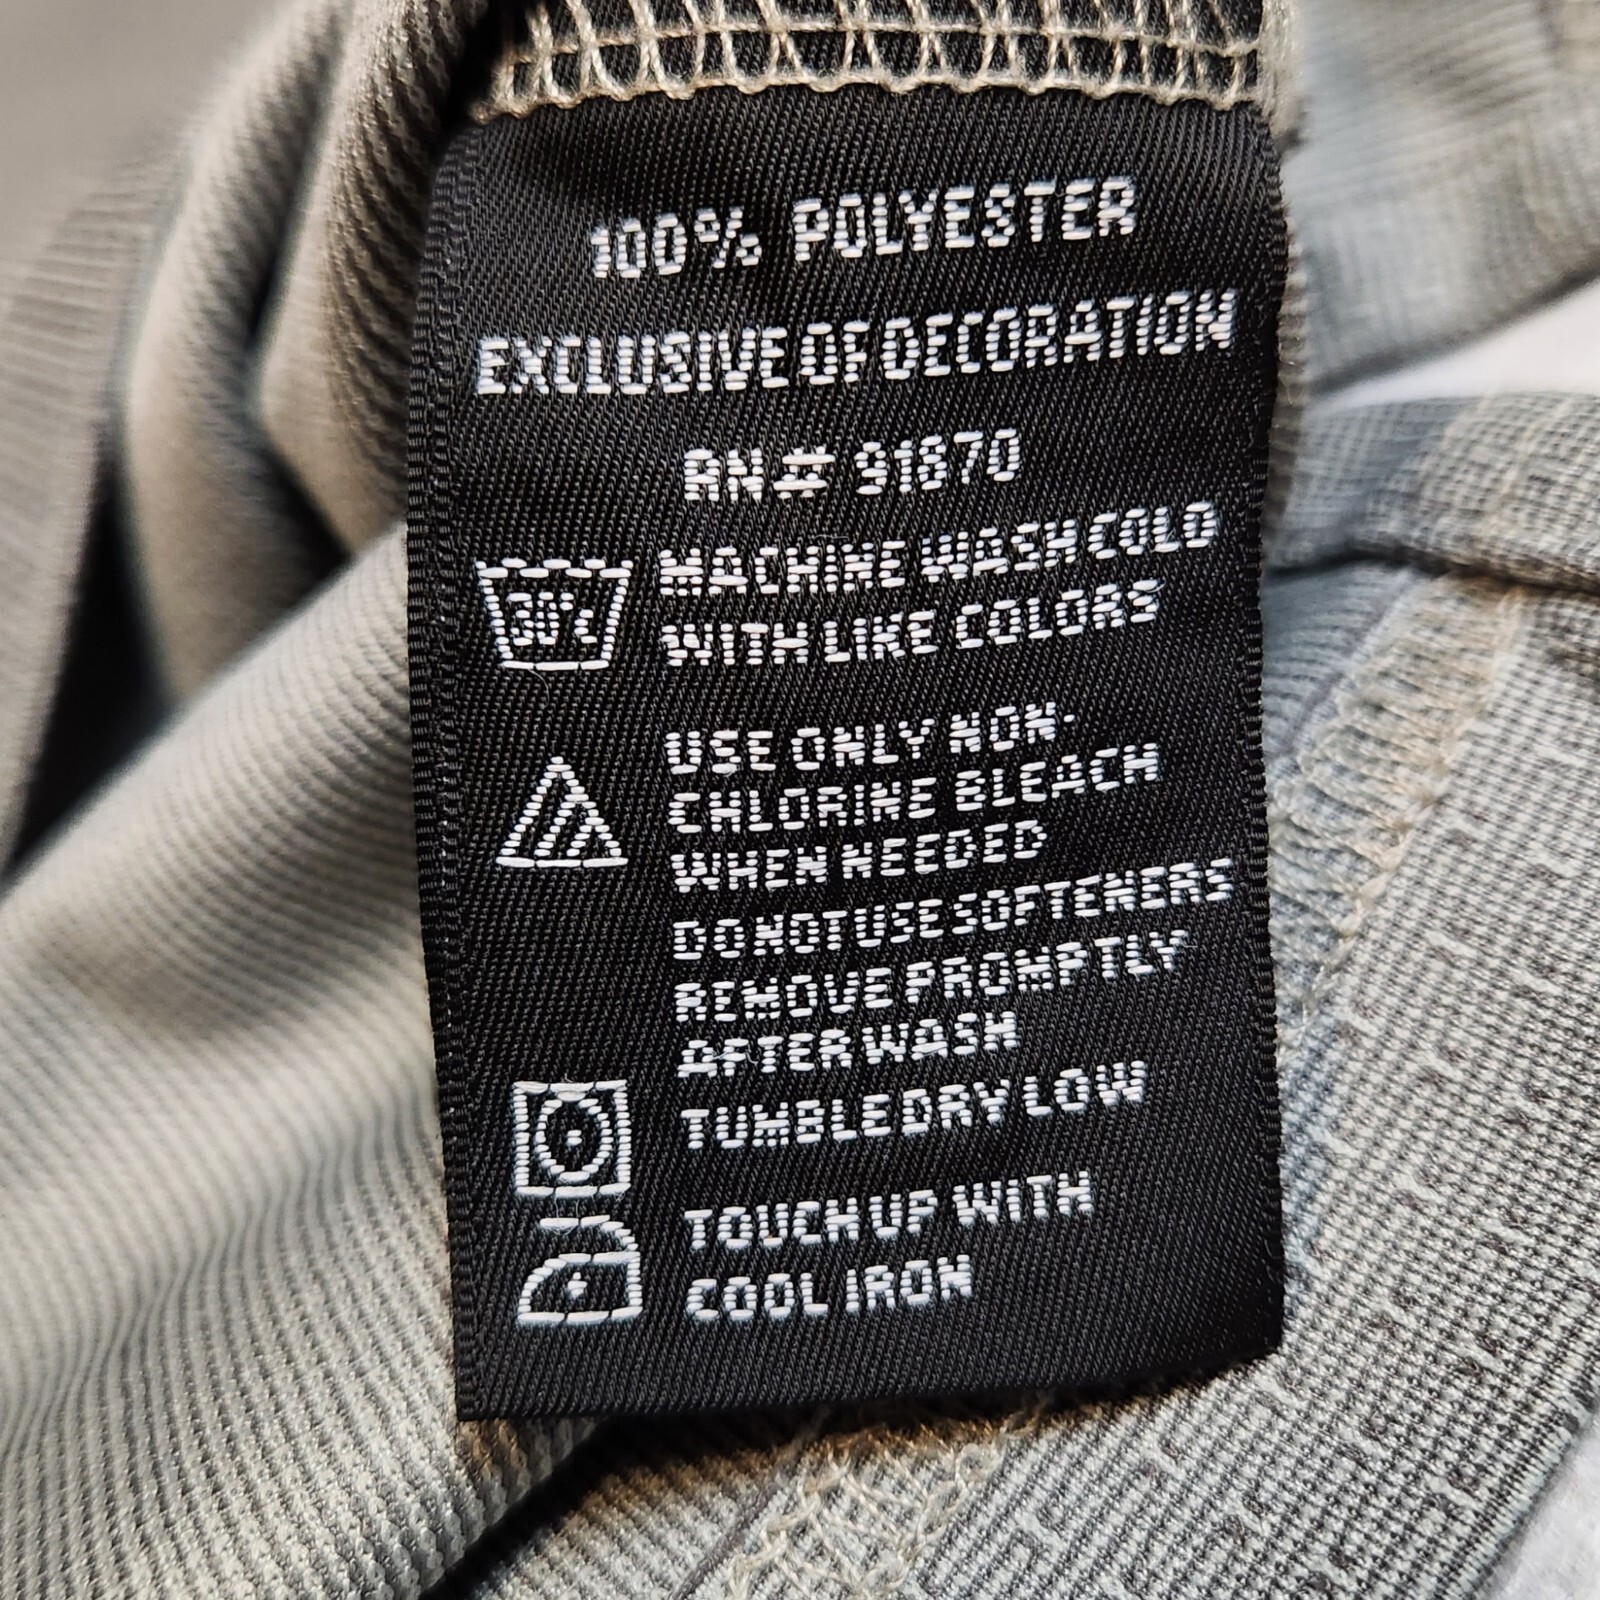 100% POLYESTER
EXCLUSIVE OF DECORATION
RN# 91870
MACHINE WASH COLD
30°C
WITH LIKE COLORS
USE ONLY NON-
CHLORINE BLEACH
WHEN NEEDED
DO NOT USE SOFTENERS
REMOVE PROMPTLY
AFTER WASH
TUMBLE DRY LOW
TOUCH UP WITH
COOL IRON